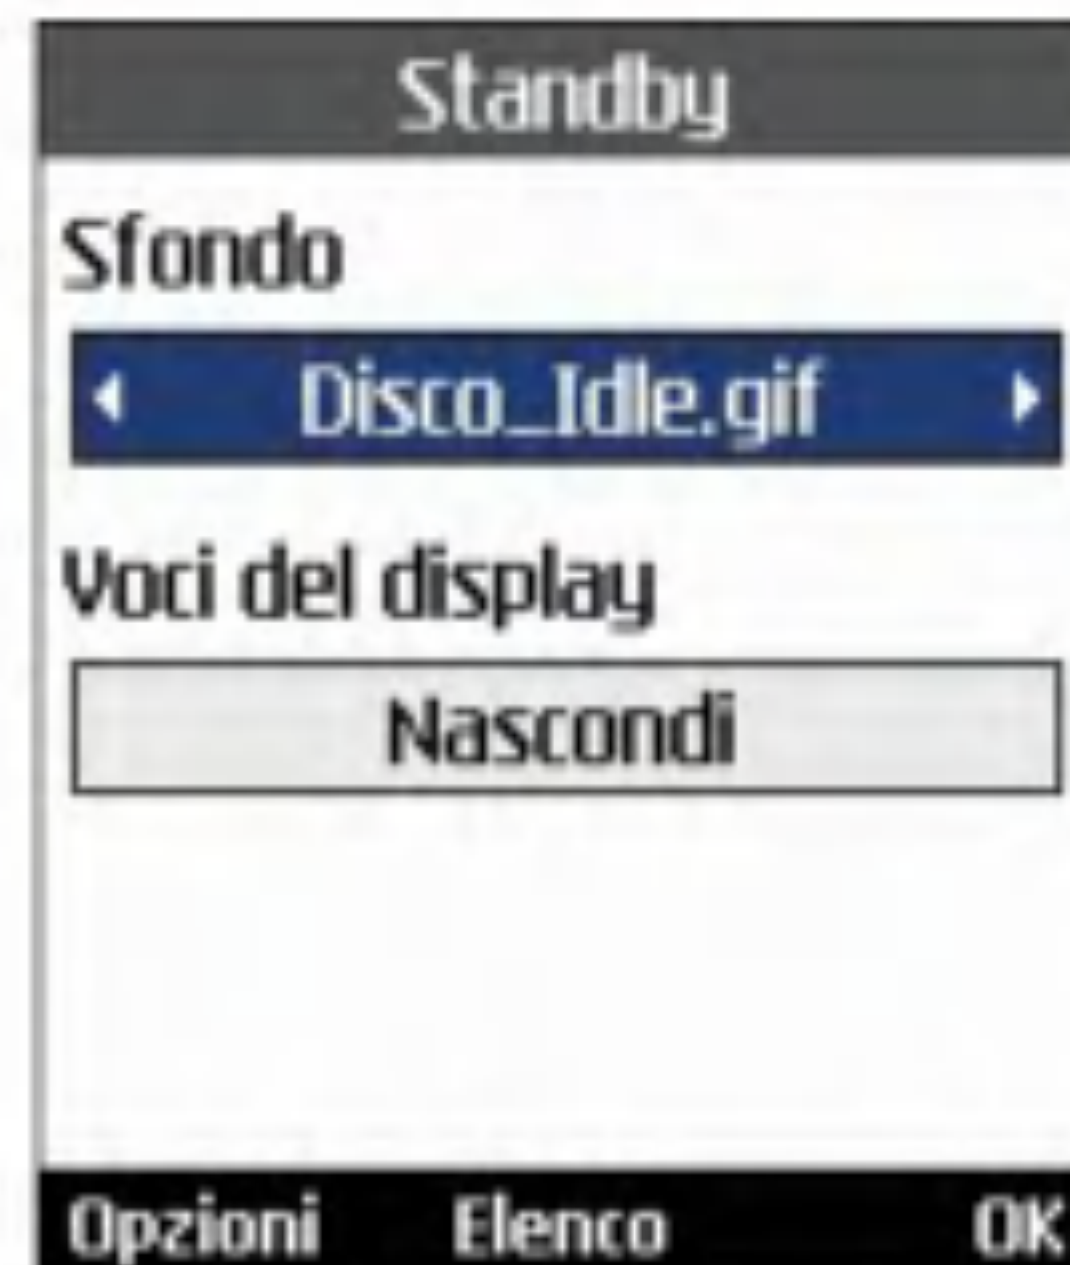 Standby
Sfondo
Disco_Idle.gif
Voci del display
Nascondi
Opzioni Elenco OK